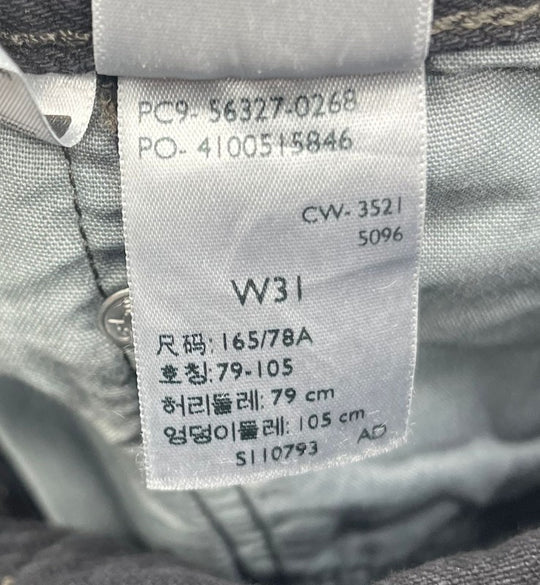 PC9- 56327-0268
PO- 4100515846
CW- 3521
5096
W31
尺码: 165/78A
호칭: 79-105
허리둘레: 79 cm
엉덩이둘레: 105 cm
S110793 AD